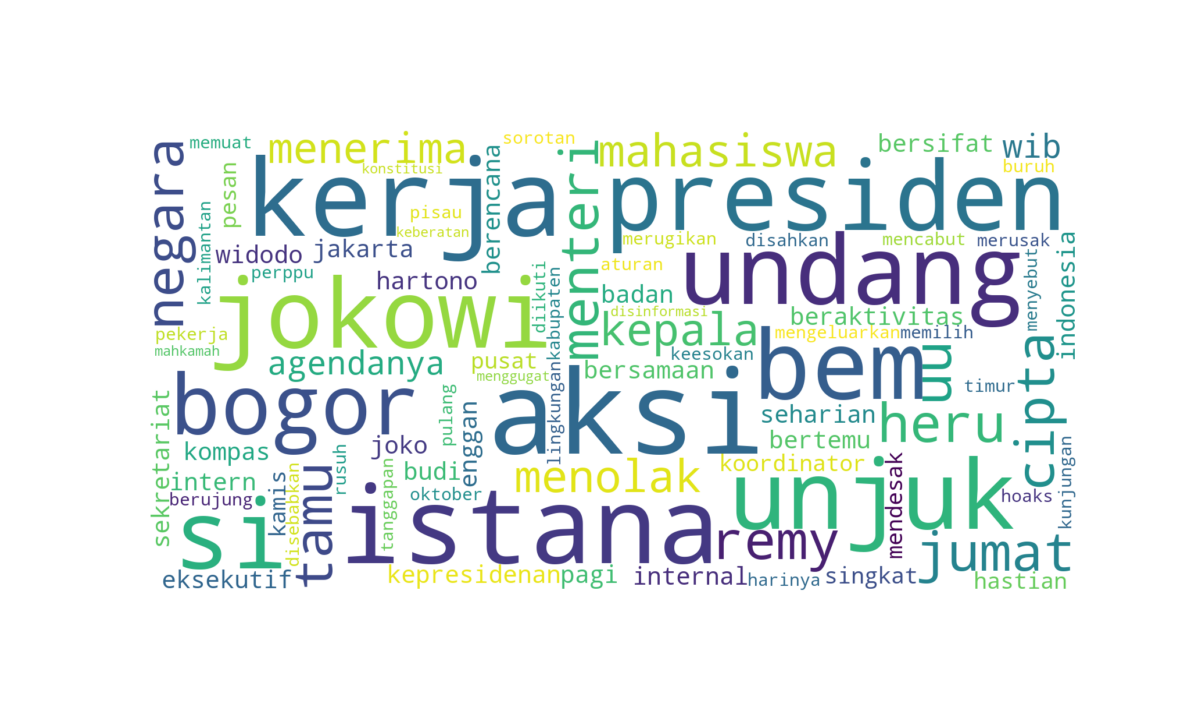 memuat
menerima
sorotan
mahasiswa
bersifat
wib
buruh
negara
pesan
kalimantan
konstitusi
kerja
pisau
keberatan
berencana
menteri
presiden
widodo
jakarta
merugikan
disahkan
mencabut
merusak
indonesia
perppu
hartono
diikuti
aturan
badan
undang
menyebut
jokowi
disinformasi
beraktivitas
pekerja
mahkamah
kepala
mengeluarkan
memilih
agendanya
pusat
menggugat
keesokan
bersamaan
lingkungankabupaten
bem
uu
timur
cipta
bogor
aksi
seharian
heru
sekretariat
kompas
joko
pulang
enggan
bertemu
intern
budi
menolak
koordinator
kunjungan
berujung
kamis
disebabkan
rusuh
tamu
tanggapan
oktober
unjuk
mendesak
hoaks
si
istana
remy
jumat
eksekutif
kepresidenan
pagi
internal
harinya
singkat
hastian